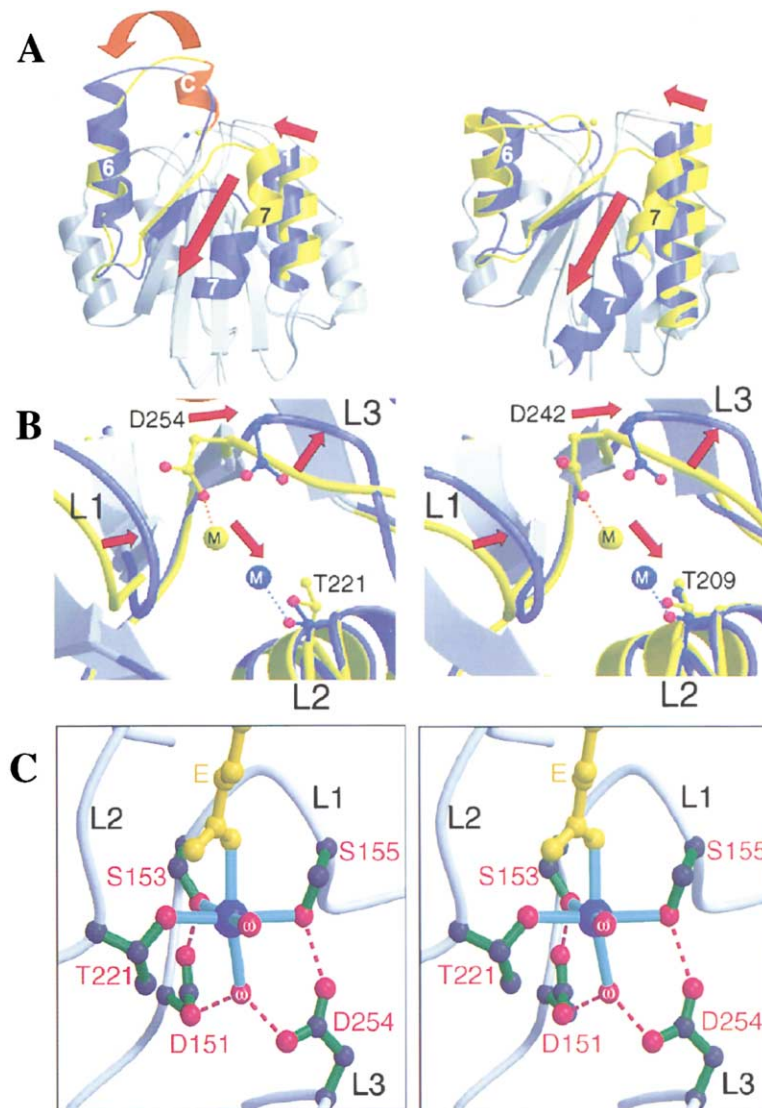 A
C
6
1
7
7
6
7
7
B
D254
L3
L1
M
M
T221
L2
D242
L3
L1
M
M
T209
L2
C
E
L2
L1
S153
S155
ω
T221
ω
D151
D254
L3
E
L2
L1
S153
S155
ω
T221
ω
D151
D254
L3